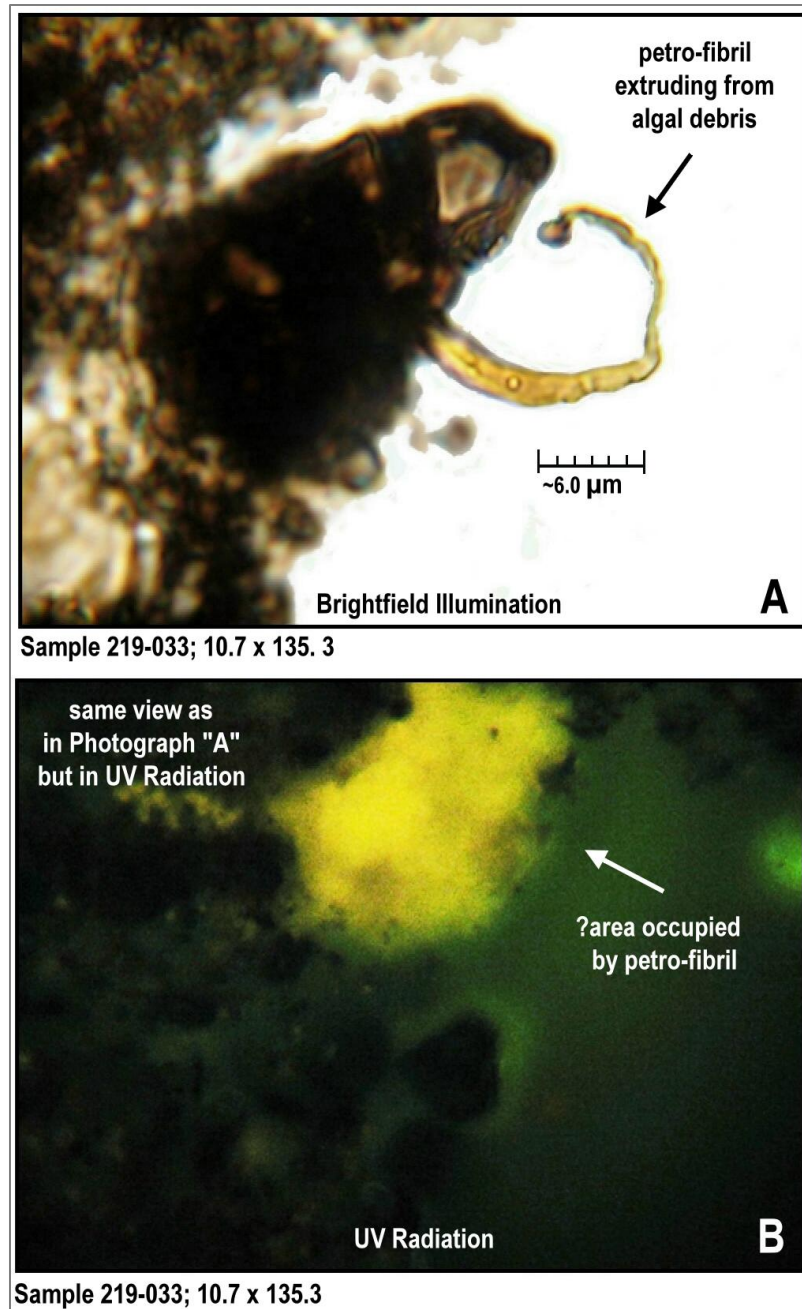 petro-fibril
extruding from
algal debris
~6.0 µm
Brightfield Illumination
A
Sample 219-033; 10.7 x 135. 3
same view as
in Photograph "A"
but in UV Radiation
?area occupied
by petro-fibril
UV Radiation
B
Sample 219-033; 10.7 x 135.3